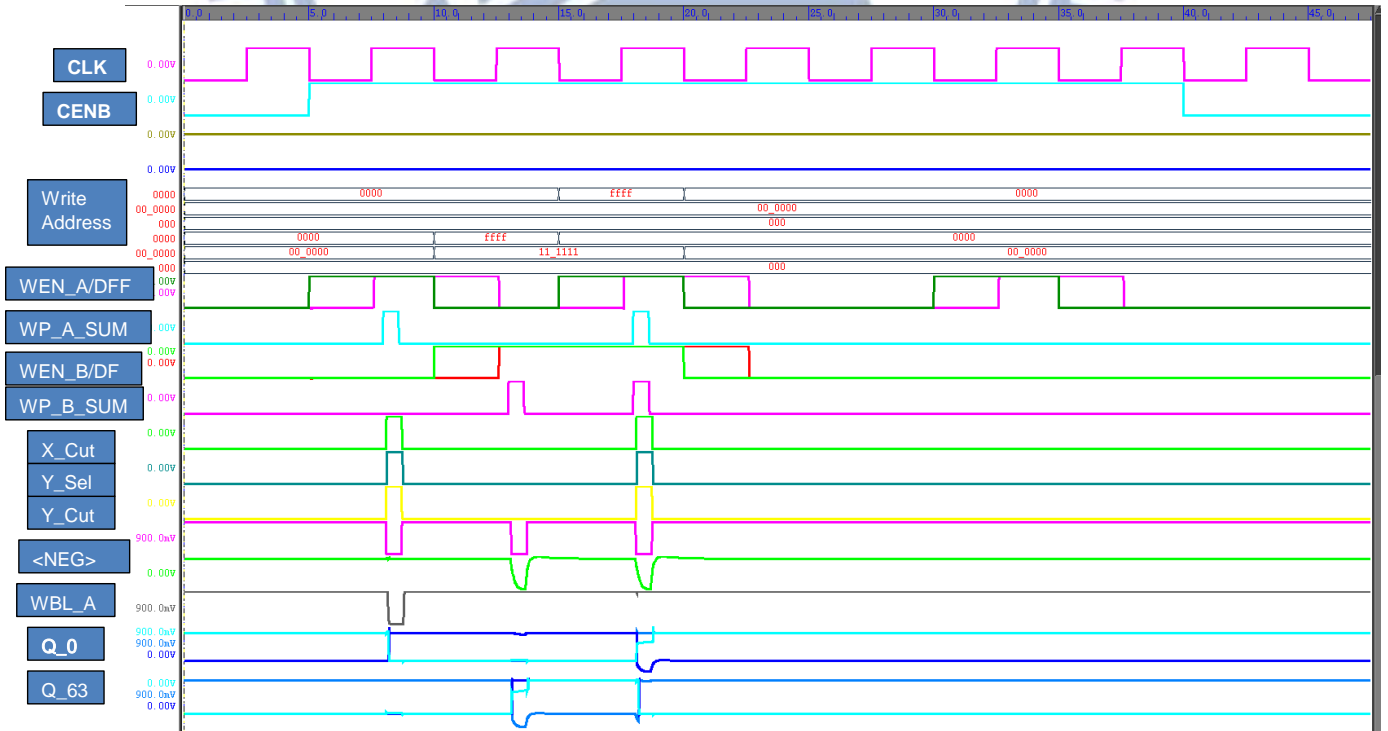 0.0 5.0 10.0 15.0 20.0 25.0 30.0 35.0 40.0 45.0
CLK 0.00V
CENB 0.00V
0.00V
0.00V
Write
Address
0000 0000 ffff 0000
00_0000 00_0000
000 000
0000 0000 ffff 0000
00_0000 00_0000 11_1111 00_0000
000 000
WEN_A/DFF 00V
00V
WP_A_SUM .00V
0.00V
WEN_B/DF 0.00V
WP_B_SUM 0.00V
0.00V
X_Cut
Y_Sel 0.00V
Y_Cut 0.00V
900.0mV
<NEG> 0.00V
WBL_A 900.0mV
900.0mV
Q_0 900.0mV
0.00V
Q_63 0.00V
900.0mV
0.00V